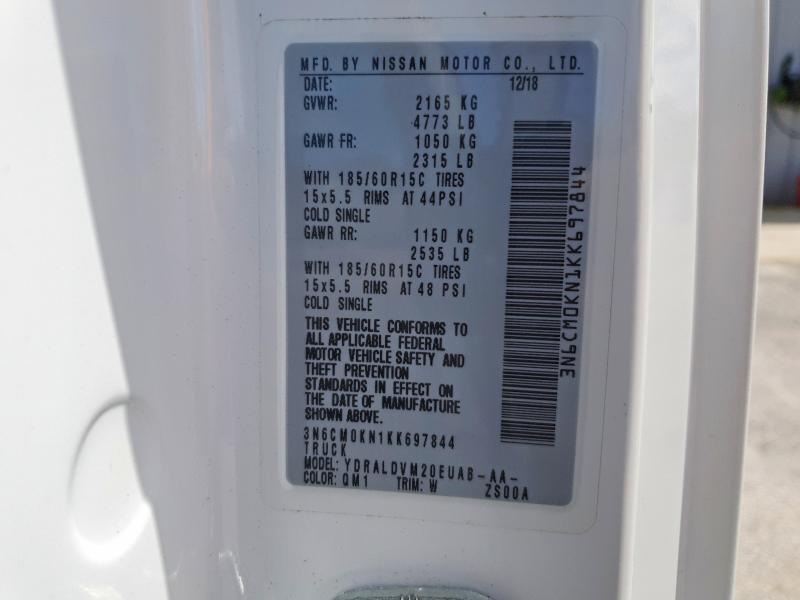 MFD. BY NISSAN MOTOR CO., LTD.
DATE: 12/18
GVWR: 2165 KG
4773 LB
GAWR FR: 1050 KG
2315 LB
WITH 185/60R15C TIRES
15x5.5 RIMS AT 44PSI
COLD SINGLE
GAWR RR: 1150 KG
2535 LB
WITH 185/60R15C TIRES
15x5.5 RIMS AT 48 PSI
COLD SINGLE
THIS VEHICLE CONFORMS TO
ALL APPLICABLE FEDERAL
MOTOR VEHICLE SAFETY AND
THEFT PREVENTION
STANDARDS IN EFFECT ON
THE DATE OF MANUFACTURE
SHOWN ABOVE.
3N6CM0KN1KK697844
TRUCK
MODEL: YDRALDVM20EUAB-AA-
COLOR: QM1 TRIM: W ZS00A
3N6CM0KN1KK697844